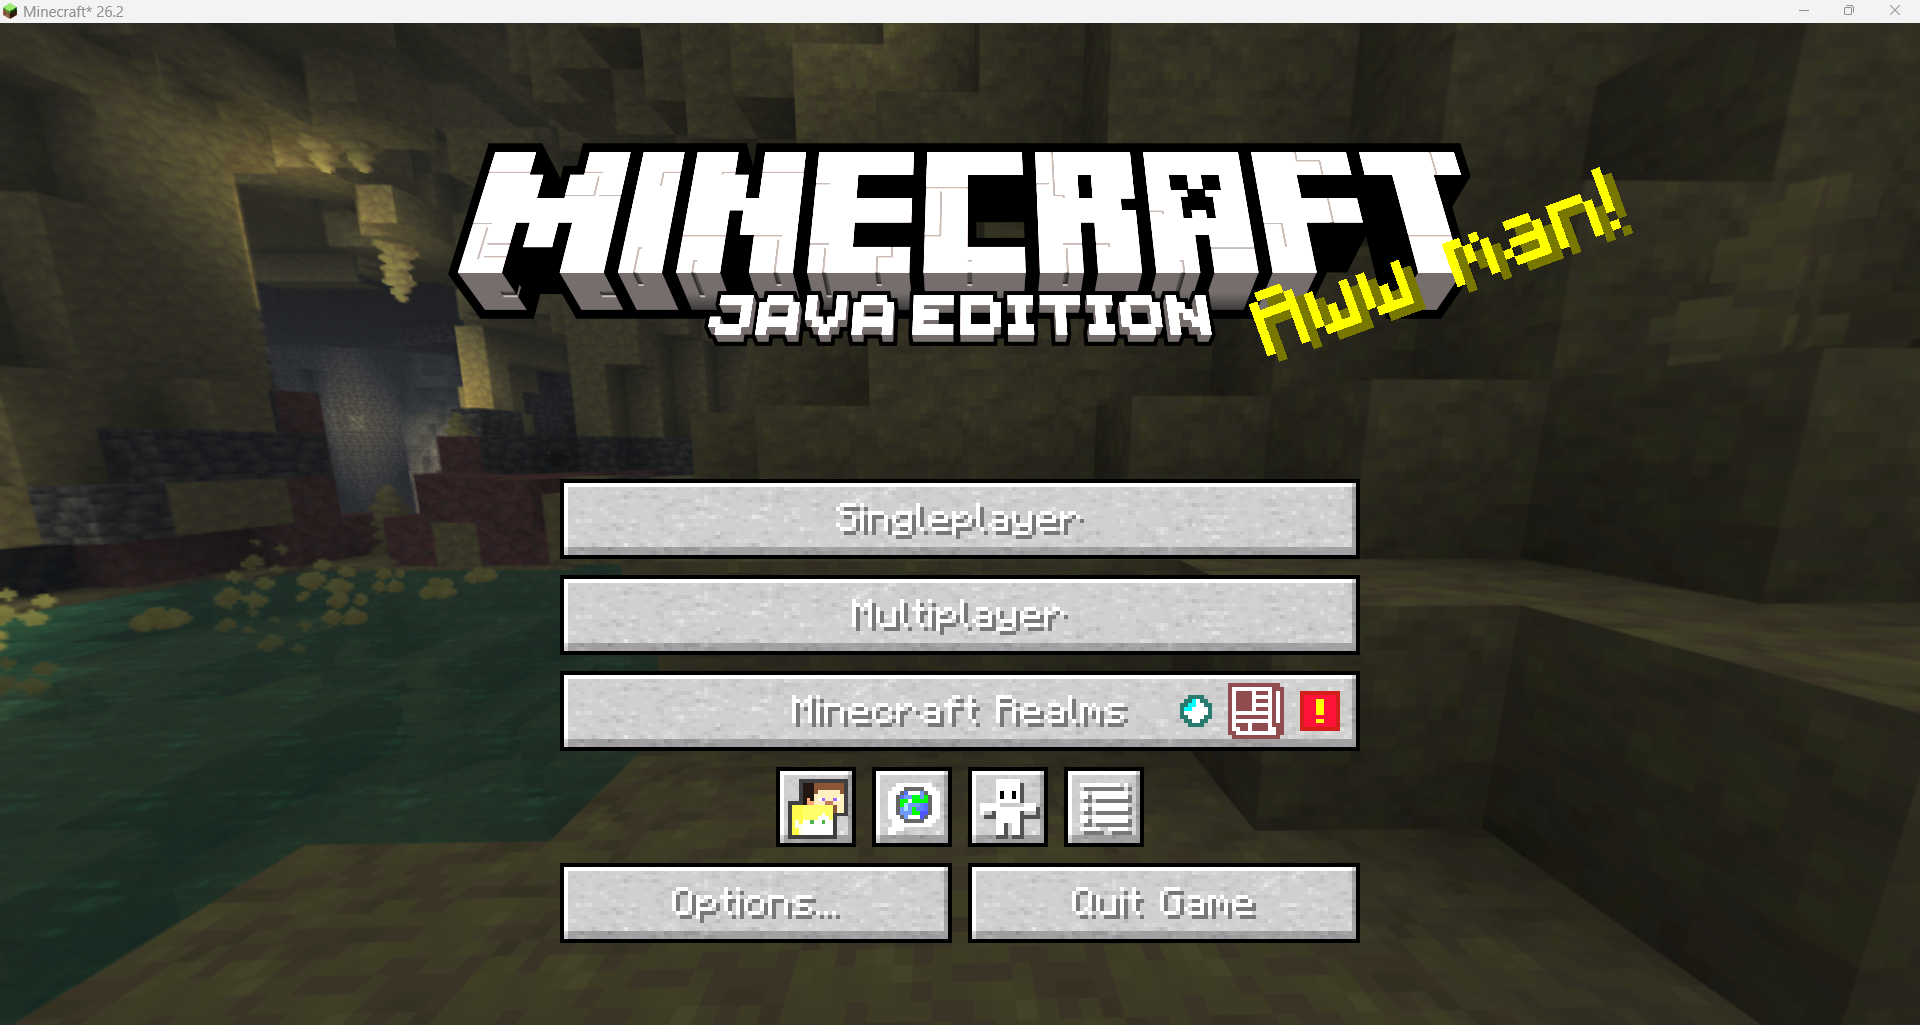 Minecraft* 26.2
MINECRAFT
JAVA EDITION
Aww man!
Singleplayer
Multiplayer
Minecraft Realms
!
Options...
Quit Game